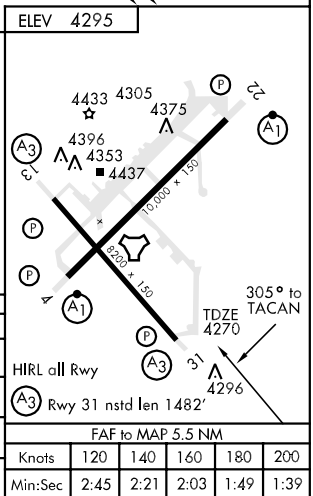 ELEV 4295
P
22
4433 4305
4375
A1
A3
4396
13
4353
4437
10,000 x 150
P
8200 x 150
P
4
A1
P
TDZE
4270
305° to
TACAN
A3
31
4296
HIRL all Rwy
A3 Rwy 31 nstd len 1482'
FAF to MAP 5.5 NM
Knots 120 140 160 180 200
Min:Sec 2:45 2:21 2:03 1:49 1:39